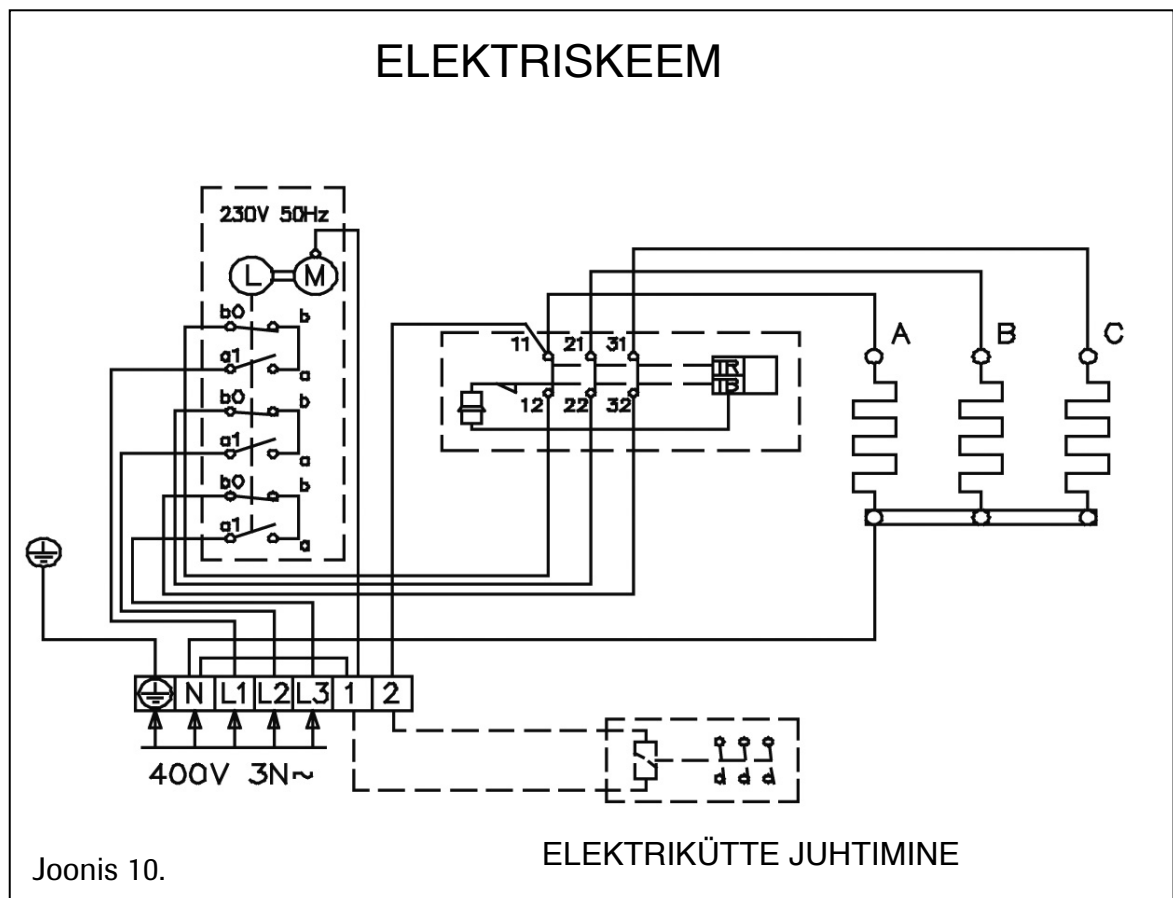 ELEKTRISKEEM
230V 50Hz
L M
b0 b
a1 a
b0 b
a1 a
b0 b
a1 a
11 21 31
TR
TB
12 22 32
A B C
N L1 L2 L3 1 2
400V 3N~
ELEKTRIKÜTTE JUHTIMINE
Joonis 10.